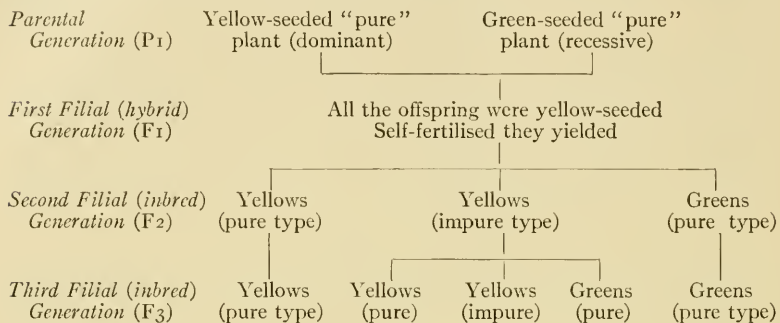 Parental Yellow-seeded “pure” Green-seeded “pure”
Generation (P1) plant (dominant) plant (recessive)
First Filial (hybrid) All the offspring were yellow-seeded
Generation (F1) Self-fertilised they yielded
Second Filial (inbred) Yellows Yellows Greens
Generation (F2) (pure type) (impure type) (pure type)
Third Filial (inbred) Yellows Yellows Yellows Greens Greens
Generation (F3) (pure type) (pure) (impure) (pure) (pure type)